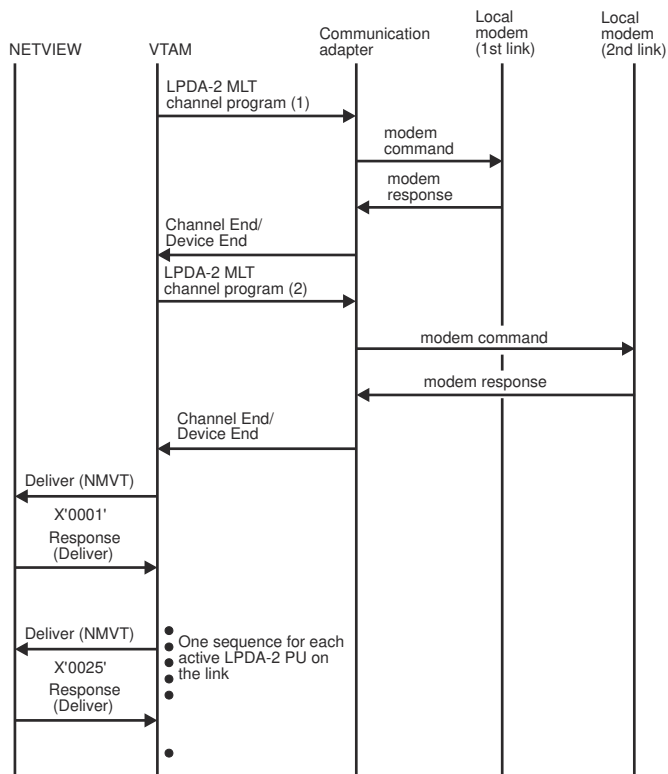 NETVIEW
VTAM
Communication
adapter
Local
modem
(1st link)
Local
modem
(2nd link)
LPDA-2 MLT
channel program (1)
modem
command
modem
response
Channel End/
Device End
LPDA-2 MLT
channel program (2)
modem command
modem response
Channel End/
Device End
Deliver (NMVT)
X'0001'
Response
(Deliver)
Deliver (NMVT)
One sequence for each
active LPDA-2 PU on
the link
X'0025'
Response
(Deliver)